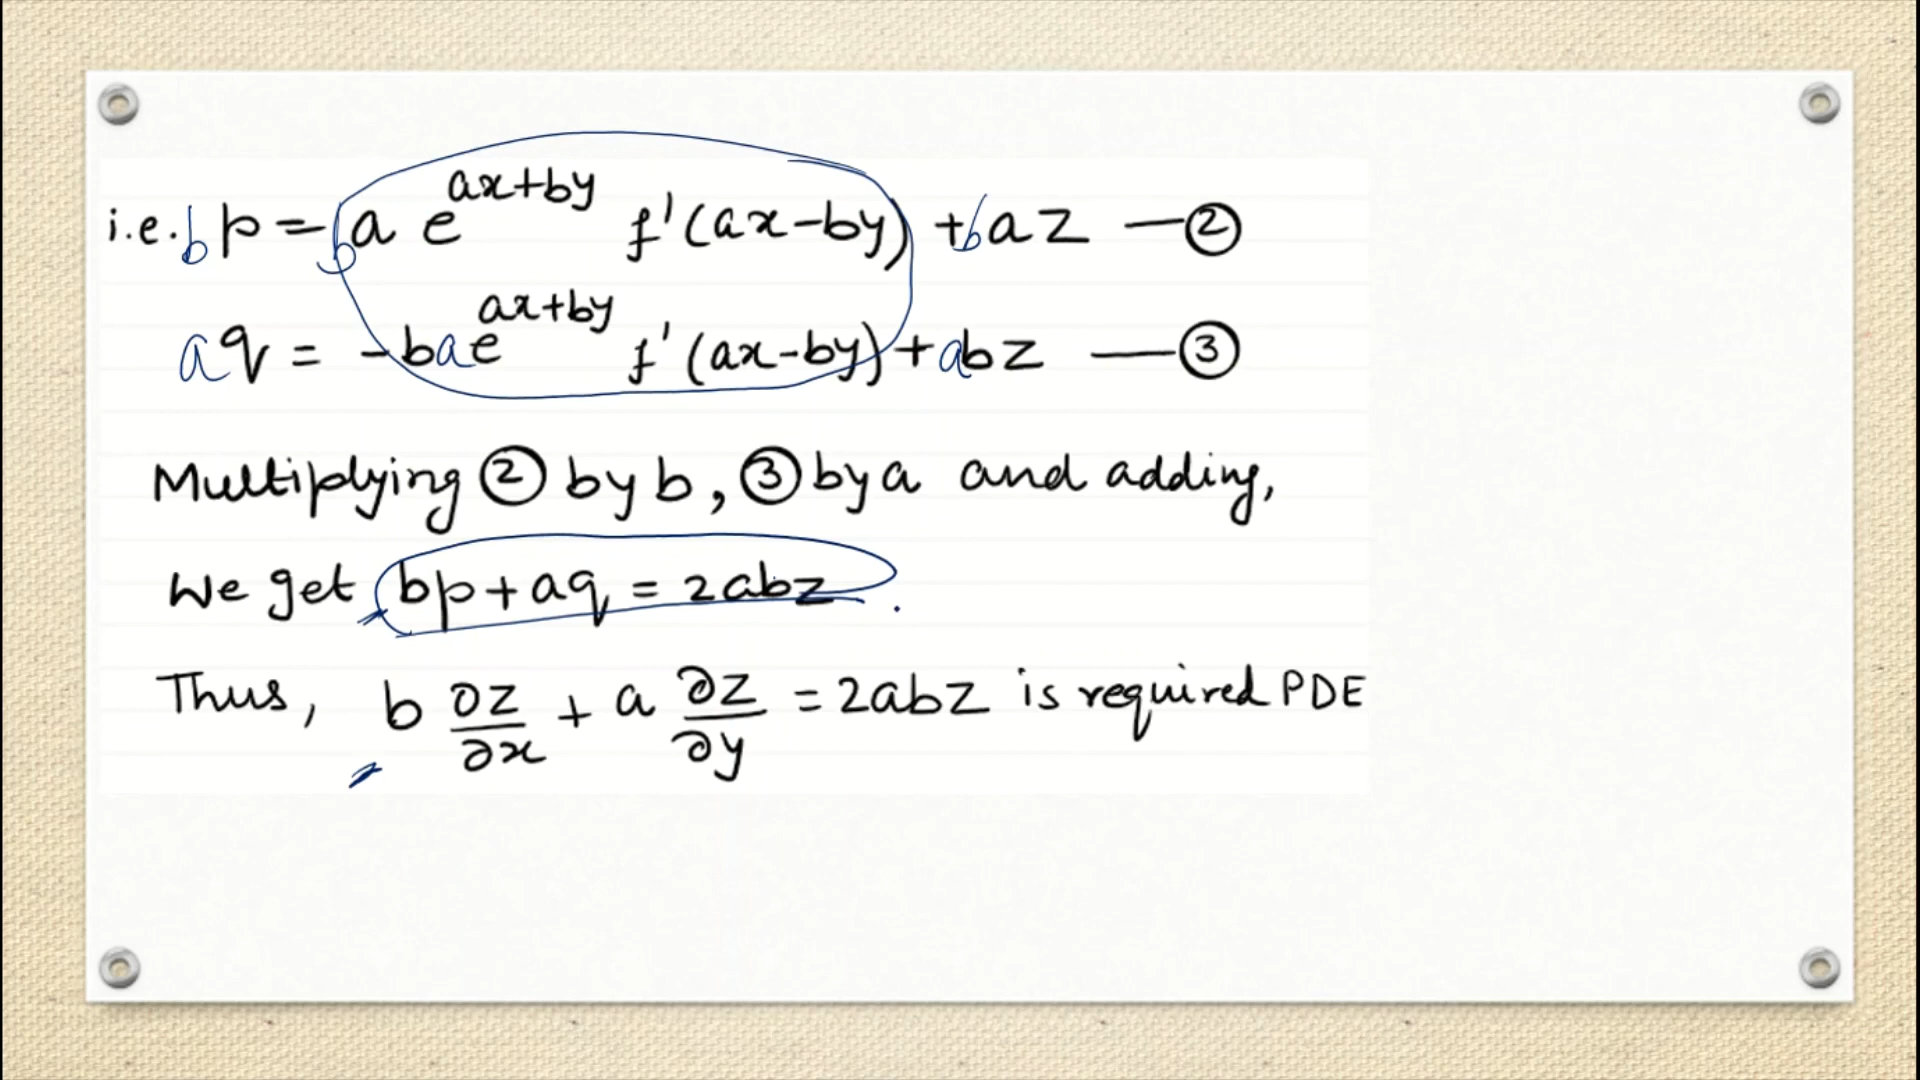 i.e. bp = ba e^{ax+by} f'(ax-by) + baz —②
aq = -bae^{ax+by} f'(ax-by) + abz —③
Multiplying ② by b, ③ by a and adding,
We get bp+aq = 2abz.
Thus, b ∂z/∂x + a ∂z/∂y = 2abz is required PDE